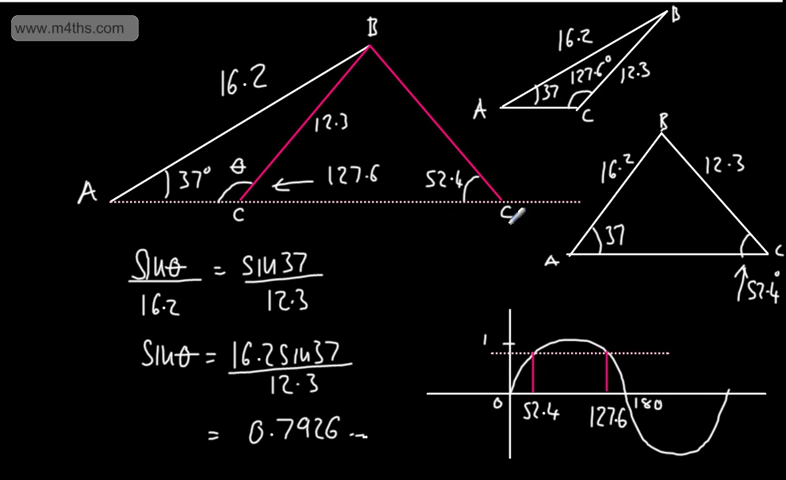 www.m4ths.com
B
16.2
12.3
A
37°
θ
127.6
52.4
C
C
B
16.2
127.6°
12.3
37
A
C
B
16.2
12.3
37
A
C
52.4°
Sinθ = sin37
16.2 12.3
Sinθ = 16.2sin37
12.3
= 0.7926...
1
0
52.4
127.6
180